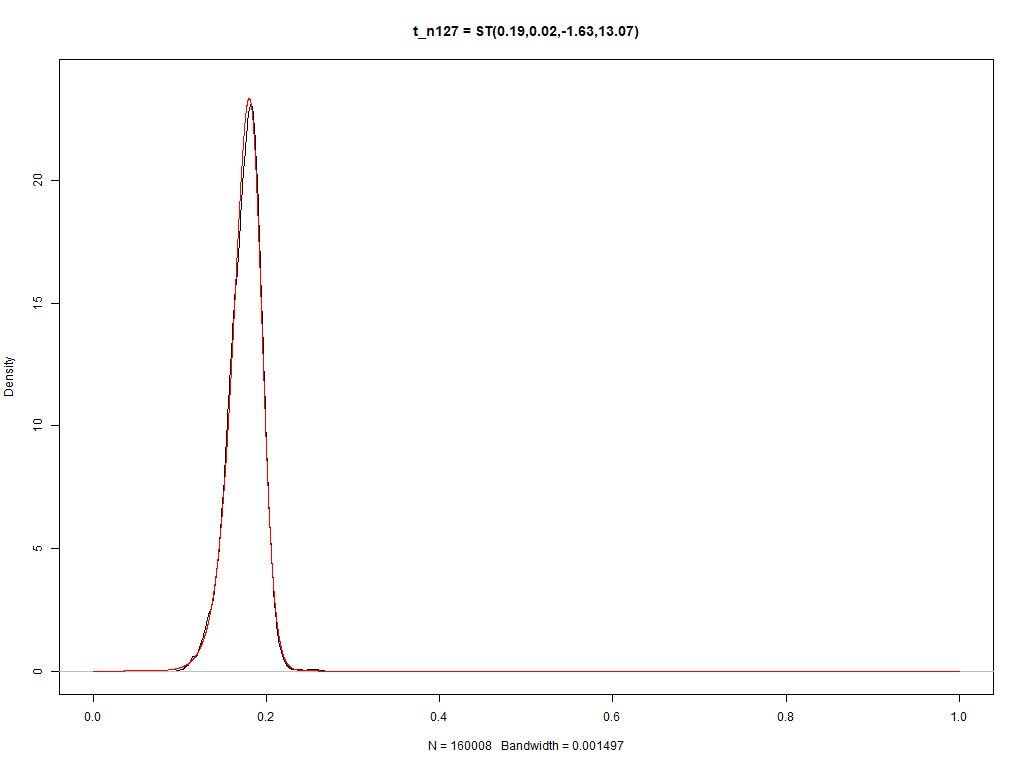 t_n127 = ST(0.19,0.02,-1.63,13.07)
Density
20
15
10
5
0
0.0 0.2 0.4 0.6 0.8 1.0
N = 160008 Bandwidth = 0.001497